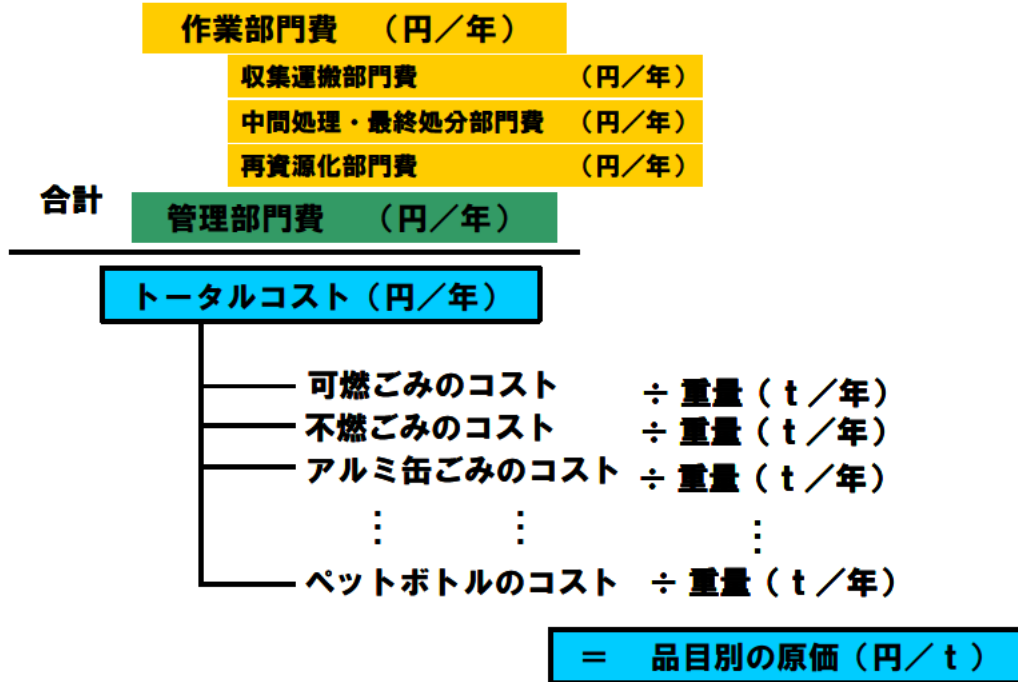 作業部門費 （円／年）
収集運搬部門費 （円／年）
中間処理・最終処分部門費 （円／年）
再資源化部門費 （円／年）
合計 管理部門費 （円／年）
トータルコスト（円／年）
可燃ごみのコスト ÷ 重量（ｔ／年）
不燃ごみのコスト ÷ 重量（ｔ／年）
アルミ缶ごみのコスト ÷ 重量（ｔ／年）
⋮ ⋮ ⋮
ペットボトルのコスト ÷ 重量（ｔ／年）
＝ 品目別の原価（円／ｔ）